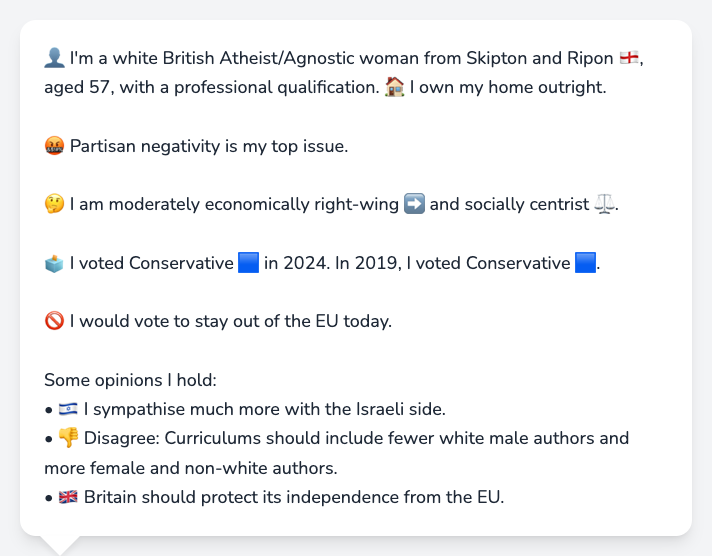 👤 I'm a white British Atheist/Agnostic woman from Skipton and Ripon 🏴󠁧󠁢󠁥󠁮󠁧󠁿,
aged 57, with a professional qualification. 🏠 I own my home outright.
🤬 Partisan negativity is my top issue.
🤔 I am moderately economically right-wing ➡️ and socially centrist ⚖️.
🗳️ I voted Conservative 🟦 in 2024. In 2019, I voted Conservative 🟦.
🚫 I would vote to stay out of the EU today.
Some opinions I hold:
• 🇮🇱 I sympathise much more with the Israeli side.
• 👎 Disagree: Curriculums should include fewer white male authors and
more female and non-white authors.
• 🇬🇧 Britain should protect its independence from the EU.